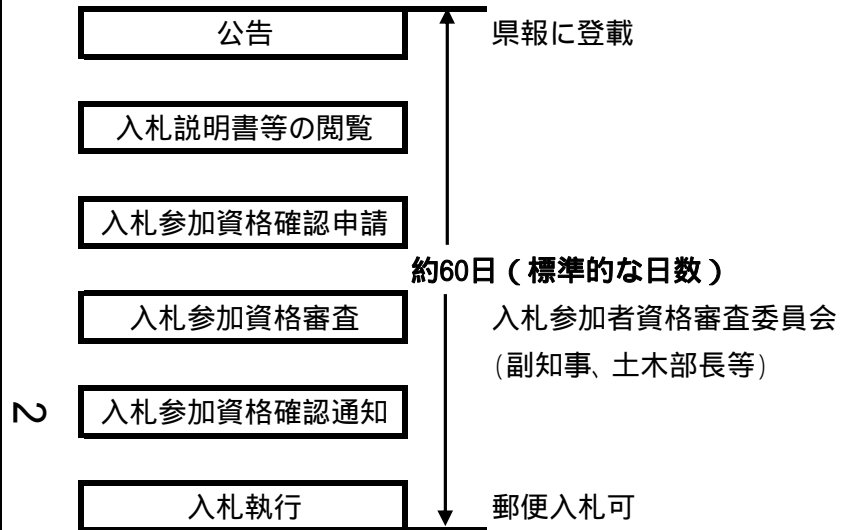 公告
県報に登載
入札説明書等の閲覧
入札参加資格確認申請
約60日(標準的な日数)
入札参加資格審査
入札参加者資格審査委員会
(副知事、土木部長等)
入札参加資格確認通知
2
入札執行
郵便入札可